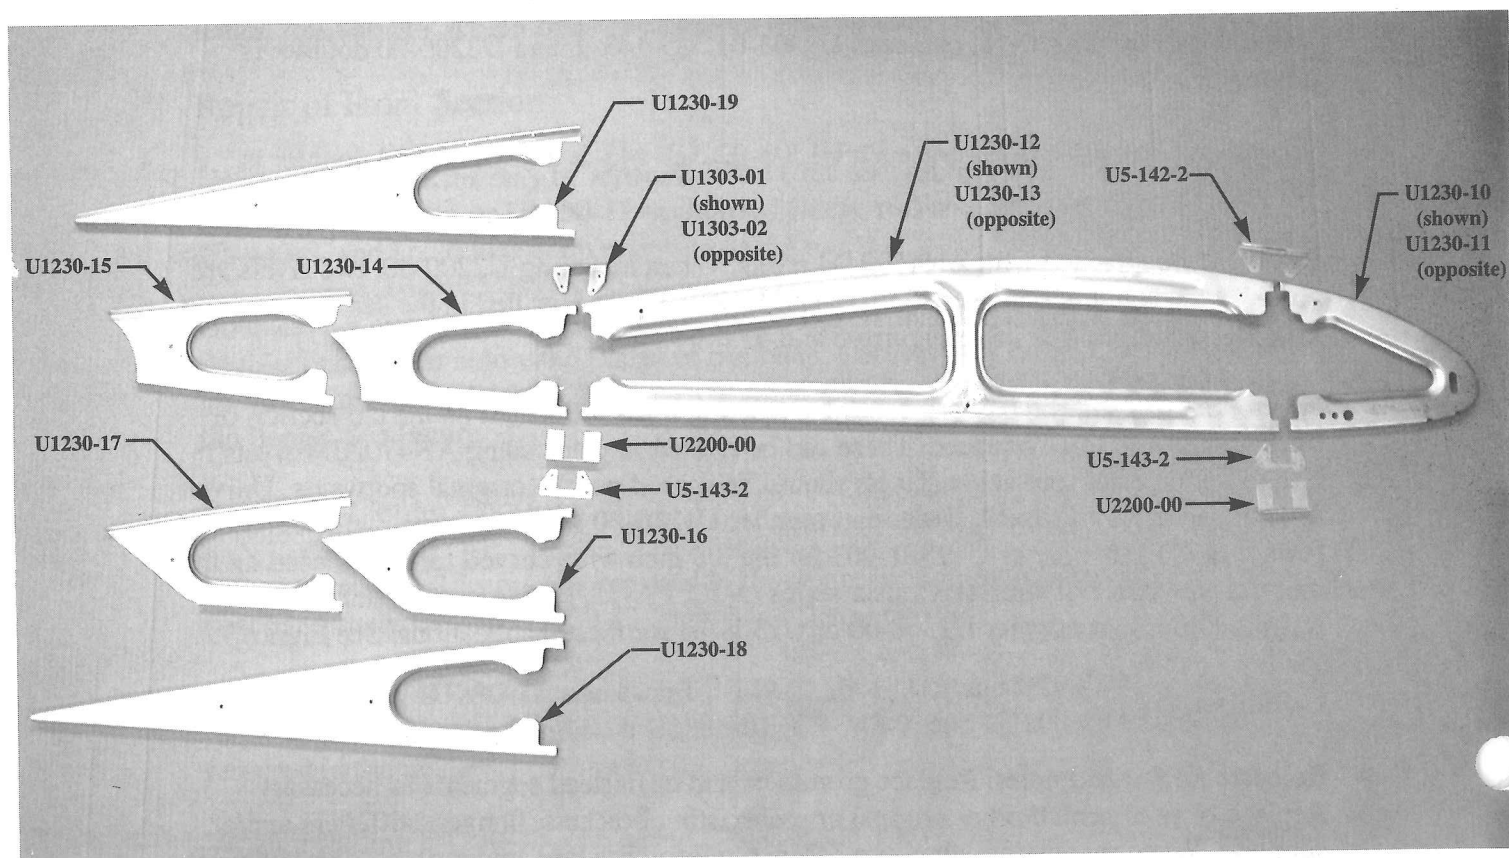 U1230-19
U1303-01
(shown)
U1303-02
(opposite)
U1230-12
(shown)
U1230-13
(opposite)
U5-142-2
U1230-10
(shown)
U1230-11
(opposite)
U1230-15
U1230-14
U1230-17
U2200-00
U5-143-2
U5-143-2
U2200-00
U1230-16
U1230-18